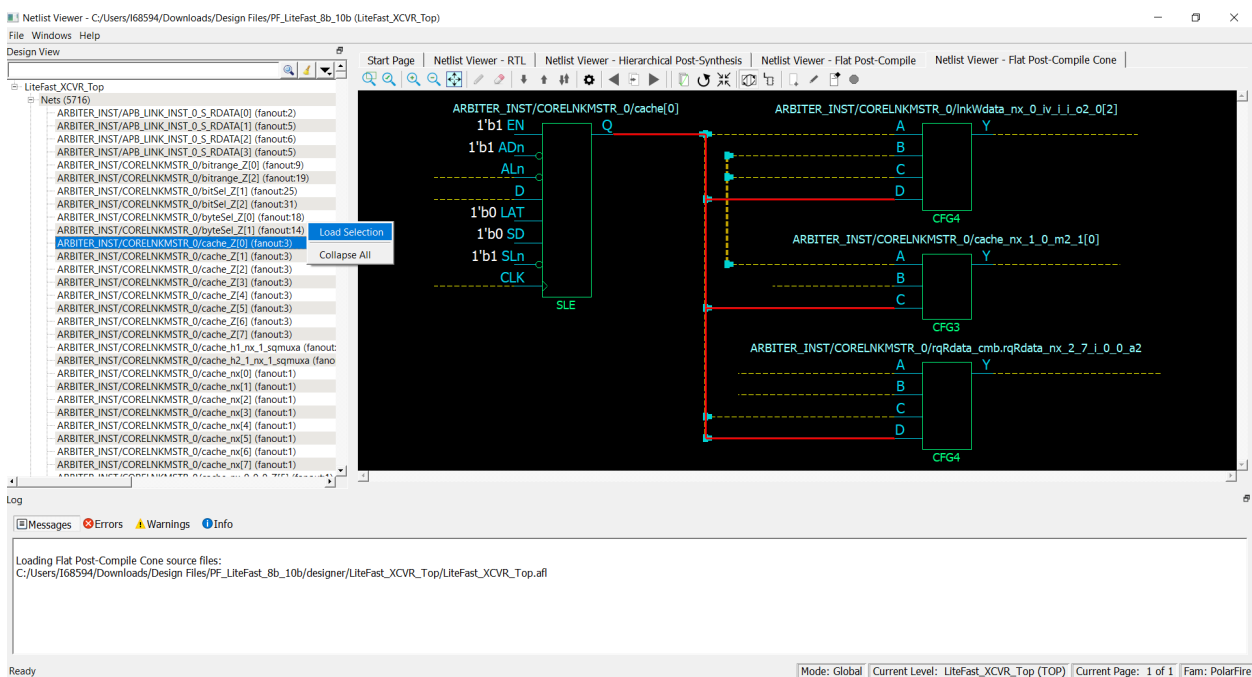 Netlist Viewer - C:/Users/I68594/Downloads/Design Files/PF_LiteFast_8b_10b (LiteFast_XCVR_Top)
File Windows Help
Design View
LiteFast_XCVR_Top
Nets (5716)
ARBITER_INST/APB_LINK_INST_0_S_RDATA[0] (fanout:2)
ARBITER_INST/APB_LINK_INST_0_S_RDATA[1] (fanout:5)
ARBITER_INST/APB_LINK_INST_0_S_RDATA[2] (fanout:6)
ARBITER_INST/APB_LINK_INST_0_S_RDATA[3] (fanout:5)
ARBITER_INST/CORELNKMSTR_0/bitrange_Z[0] (fanout:9)
ARBITER_INST/CORELNKMSTR_0/bitrange_Z[2] (fanout:19)
ARBITER_INST/CORELNKMSTR_0/bitSel_Z[1] (fanout:25)
ARBITER_INST/CORELNKMSTR_0/bitSel_Z[2] (fanout:31)
ARBITER_INST/CORELNKMSTR_0/byteSel_Z[0] (fanout:18)
ARBITER_INST/CORELNKMSTR_0/byteSel_Z[1] (fanout:14)
ARBITER_INST/CORELNKMSTR_0/cache_Z[0] (fanout:3)
ARBITER_INST/CORELNKMSTR_0/cache_Z[1] (fanout:3)
ARBITER_INST/CORELNKMSTR_0/cache_Z[2] (fanout:3)
ARBITER_INST/CORELNKMSTR_0/cache_Z[3] (fanout:3)
ARBITER_INST/CORELNKMSTR_0/cache_Z[4] (fanout:3)
ARBITER_INST/CORELNKMSTR_0/cache_Z[5] (fanout:3)
ARBITER_INST/CORELNKMSTR_0/cache_Z[6] (fanout:3)
ARBITER_INST/CORELNKMSTR_0/cache_Z[7] (fanout:3)
ARBITER_INST/CORELNKMSTR_0/cache_h1_nx_1_sqmuxa (fanout:
ARBITER_INST/CORELNKMSTR_0/cache_h2_1_nx_1_sqmuxa (fano
ARBITER_INST/CORELNKMSTR_0/cache_nx[0] (fanout:1)
ARBITER_INST/CORELNKMSTR_0/cache_nx[1] (fanout:1)
ARBITER_INST/CORELNKMSTR_0/cache_nx[2] (fanout:1)
ARBITER_INST/CORELNKMSTR_0/cache_nx[3] (fanout:1)
ARBITER_INST/CORELNKMSTR_0/cache_nx[4] (fanout:1)
ARBITER_INST/CORELNKMSTR_0/cache_nx[5] (fanout:1)
ARBITER_INST/CORELNKMSTR_0/cache_nx[6] (fanout:1)
ARBITER_INST/CORELNKMSTR_0/cache_nx[7] (fanout:1)
Load Selection
Collapse All
Start Page Netlist Viewer - RTL Netlist Viewer - Hierarchical Post-Synthesis Netlist Viewer - Flat Post-Compile Netlist Viewer - Flat Post-Compile Cone
ARBITER_INST/CORELNKMSTR_0/cache[0]
1'b1 EN Q
1'b1 ADn
ALn
D
1'b0 LAT
1'b0 SD
1'b1 SLn
CLK
SLE
ARBITER_INST/CORELNKMSTR_0/lnkWdata_nx_0_iv_i_i_o2_0[2]
A Y
B
C
D
CFG4
ARBITER_INST/CORELNKMSTR_0/cache_nx_1_0_m2_1[0]
A Y
B
C
CFG3
ARBITER_INST/CORELNKMSTR_0/rqRdata_cmb.rqRdata_nx_2_7_i_0_0_a2
A Y
B
C
D
CFG4
Log
Messages Errors Warnings Info
Loading Flat Post-Compile Cone source files:
C:/Users/I68594/Downloads/Design Files/PF_LiteFast_8b_10b/designer/LiteFast_XCVR_Top/LiteFast_XCVR_Top.afl
Ready
Mode: Global Current Level: LiteFast_XCVR_Top (TOP) Current Page: 1 of 1 Fam: PolarFire